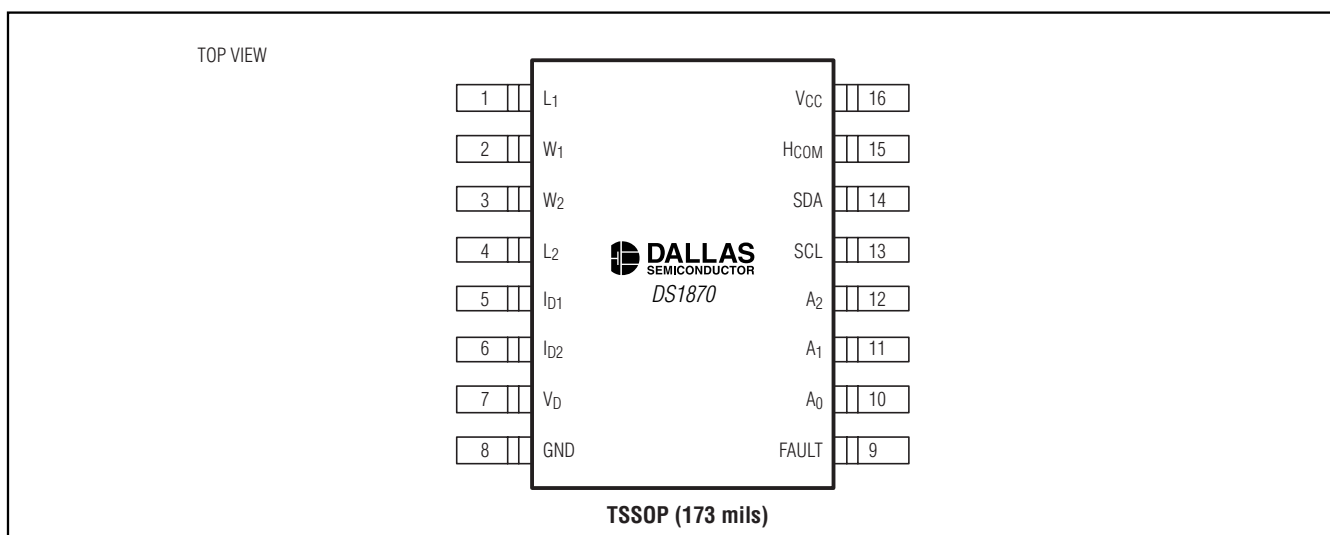 TOP VIEW
1 L1 VCC 16
2 W1 HCOM 15
3 W2 SDA 14
4 L2 SCL 13
DALLAS
SEMICONDUCTOR
DS1870
5 ID1 A2 12
6 ID2 A1 11
7 VD A0 10
8 GND FAULT 9
TSSOP (173 mils)